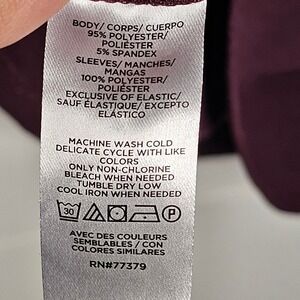 BODY/ CORPS/ CUERPO
95% POLYESTER/
POLIÉSTER
5% SPANDEX
SLEEVES/ MANCHES/
MANGAS
100% POLYESTER/
POLIÉSTER
EXCLUSIVE OF ELASTIC/
SAUF ÉLASTIQUE/ EXCEPTO
ELÁSTICO
MACHINE WASH COLD
DELICATE CYCLE WITH LIKE
COLORS
ONLY NON-CHLORINE
BLEACH WHEN NEEDED
TUMBLE DRY LOW
COOL IRON WHEN NEEDED
30 P
AVEC DES COULEURS
SEMBLABLES / CON
COLORES SIMILARES
RN#77379